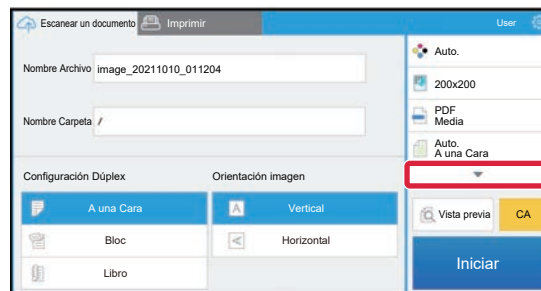 Escanear un documento
Imprimir
User
Nombre Archivo image_20211010_011204
Nombre Carpeta /
Configuración Dúplex
Orientación imagen
A una Cara
Bloc
Libro
A
Vertical
Horizontal
Auto.
200x200
PDF
Media
Auto.
A una Cara
Vista previa
CA
Iniciar